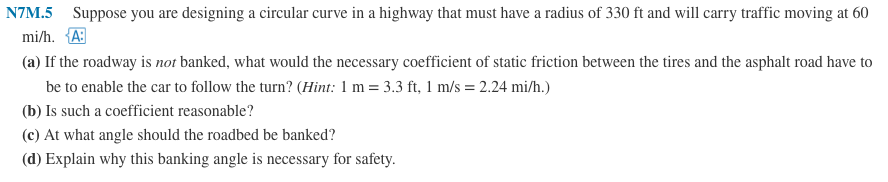 N7M.5 Suppose you are designing a circular curve in a highway that must have a radius of 330 ft and will carry traffic moving at 60
mi/h. A:
(a) If the roadway is not banked, what would the necessary coefficient of static friction between the tires and the asphalt road have to
be to enable the car to follow the turn? (Hint: 1 m = 3.3 ft, 1 m/s = 2.24 mi/h.)
(b) Is such a coefficient reasonable?
(c) At what angle should the roadbed be banked?
(d) Explain why this banking angle is necessary for safety.